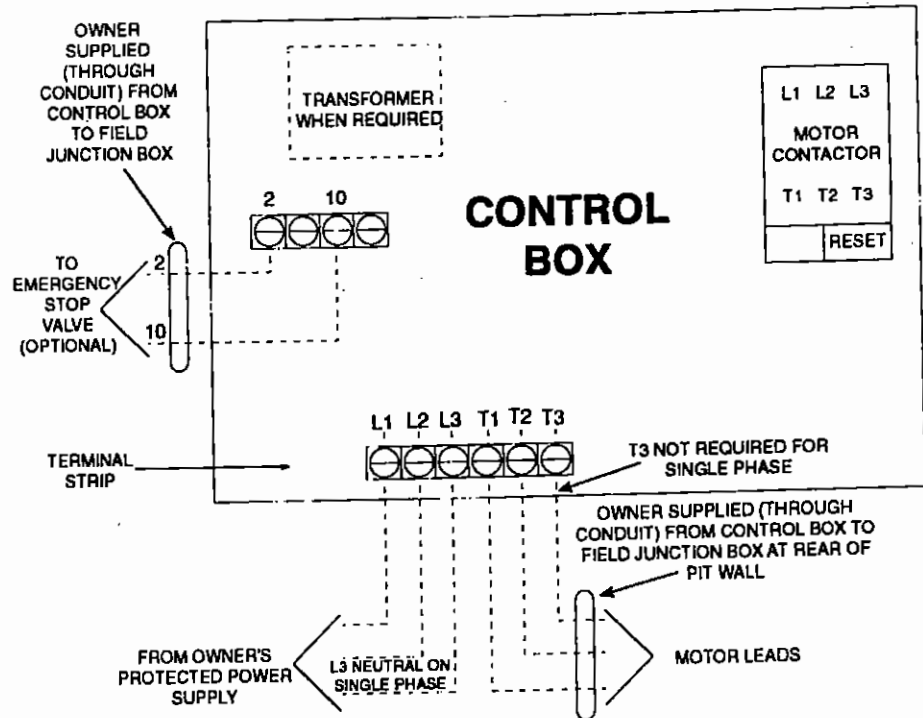 OWNER
SUPPLIED
(THROUGH
CONDUIT) FROM
CONTROL BOX
TO FIELD
JUNCTION BOX
TRANSFORMER
WHEN REQUIRED
L1 L2 L3
MOTOR
CONTACTOR
T1 T2 T3
RESET
CONTROL
BOX
2 10
2
TO
EMERGENCY
STOP
VALVE
(OPTIONAL)
10
L1 L2 L3 T1 T2 T3
TERMINAL
STRIP
T3 NOT REQUIRED FOR
SINGLE PHASE
OWNER SUPPLIED (THROUGH
CONDUIT) FROM CONTROL BOX TO
FIELD JUNCTION BOX AT REAR OF
PIT WALL
FROM OWNER'S
PROTECTED POWER
SUPPLY
L3 NEUTRAL ON
SINGLE PHASE
MOTOR LEADS